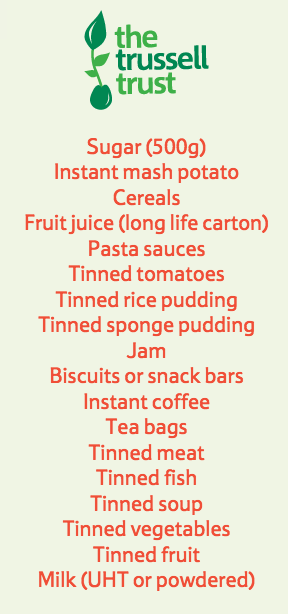 the
trussell
trust
Sugar (500g)
Instant mash potato
Cereals
Fruit juice (long life carton)
Pasta sauces
Tinned tomatoes
Tinned rice pudding
Tinned sponge pudding
Jam
Biscuits or snack bars
Instant coffee
Tea bags
Tinned meat
Tinned fish
Tinned soup
Tinned vegetables
Tinned fruit
Milk (UHT or powdered)